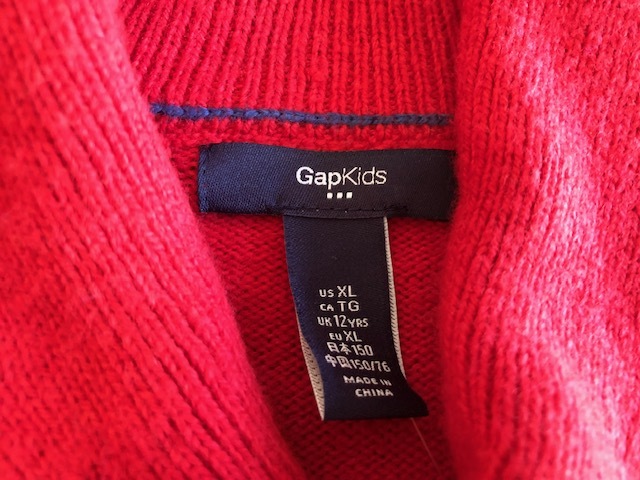 GapKids
US XL
CA TG
UK 12 YRS
EU XL
日本 150
中国 150/76
MADE IN
CHINA